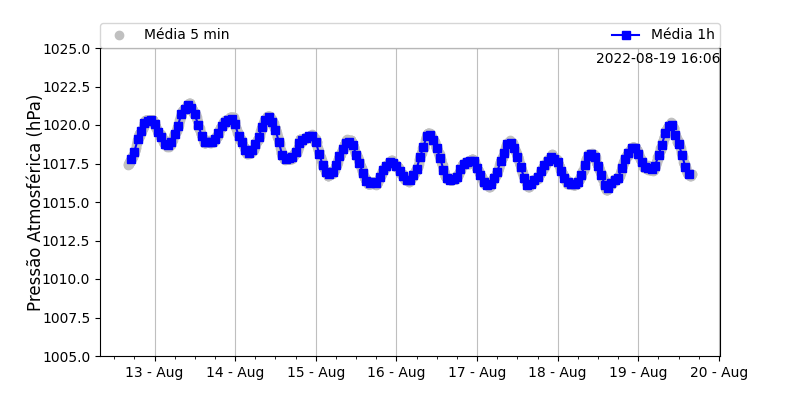 Média 5 min
Média 1h
2022-08-19 16:06
Pressão Atmosférica (hPa)
1025.0
1022.5
1020.0
1017.5
1015.0
1012.5
1010.0
1007.5
1005.0
13 - Aug
14 - Aug
15 - Aug
16 - Aug
17 - Aug
18 - Aug
19 - Aug
20 - Aug